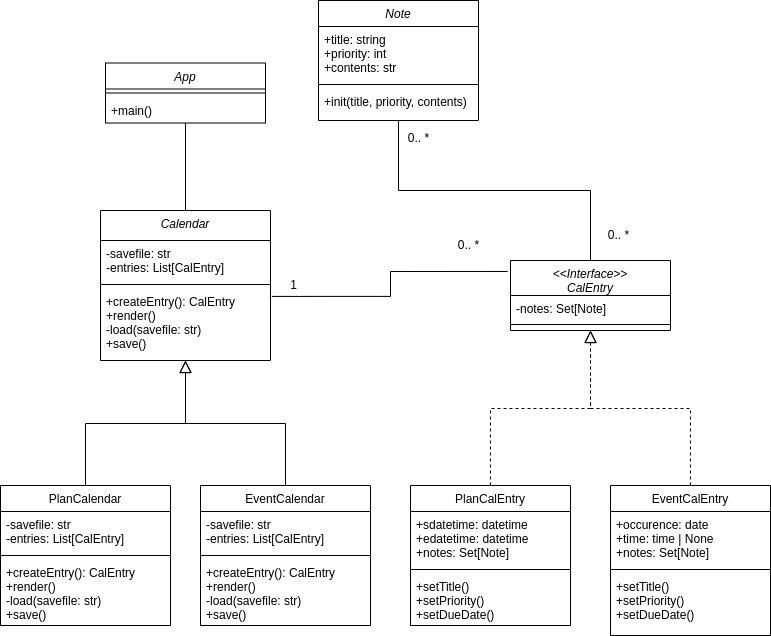 Note
+title: string
+priority: int
+contents: str
+init(title, priority, contents)
App
+main()
0.. *
Calendar
-savefile: str
-entries: List[CalEntry]
+createEntry(): CalEntry
+render()
-load(savefile: str)
+save()
1
0.. *
0.. *
<<Interface>>
CalEntry
-notes: Set[Note]
PlanCalendar
-savefile: str
-entries: List[CalEntry]
+createEntry(): CalEntry
+render()
-load(savefile: str)
+save()
EventCalendar
-savefile: str
-entries: List[CalEntry]
+createEntry(): CalEntry
+render()
-load(savefile: str)
+save()
PlanCalEntry
+sdatetime: datetime
+edatetime: datetime
+notes: Set[Note]
+setTitle()
+setPriority()
+setDueDate()
EventCalEntry
+occurence: date
+time: time | None
+notes: Set[Note]
+setTitle()
+setPriority()
+setDueDate()